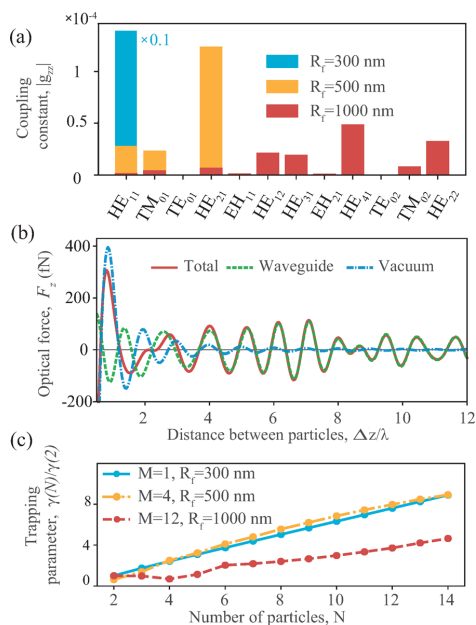 (a)
×10⁻⁴
Coupling
constant, |g_zz|
1
0.5
0
×0.1
R_f=300 nm
R_f=500 nm
R_f=1000 nm
HE₁₁ TM₀₁ TE₀₁ HE₂₁ EH₁₁ HE₁₂ HE₃₁ EH₂₁ HE₄₁ TE₀₂ TM₀₂ HE₂₂
(b)
Optical force, F_z (fN)
400
200
0
-200
Total Waveguide Vacuum
2 4 6 8 10 12
Distance between particles, Δz/λ
(c)
Trapping
parameter, γ(N)/γ(2)
8
4
0
M=1, R_f=300 nm
M=4, R_f=500 nm
M=12, R_f=1000 nm
2 4 6 8 10 12 14
Number of particles, N